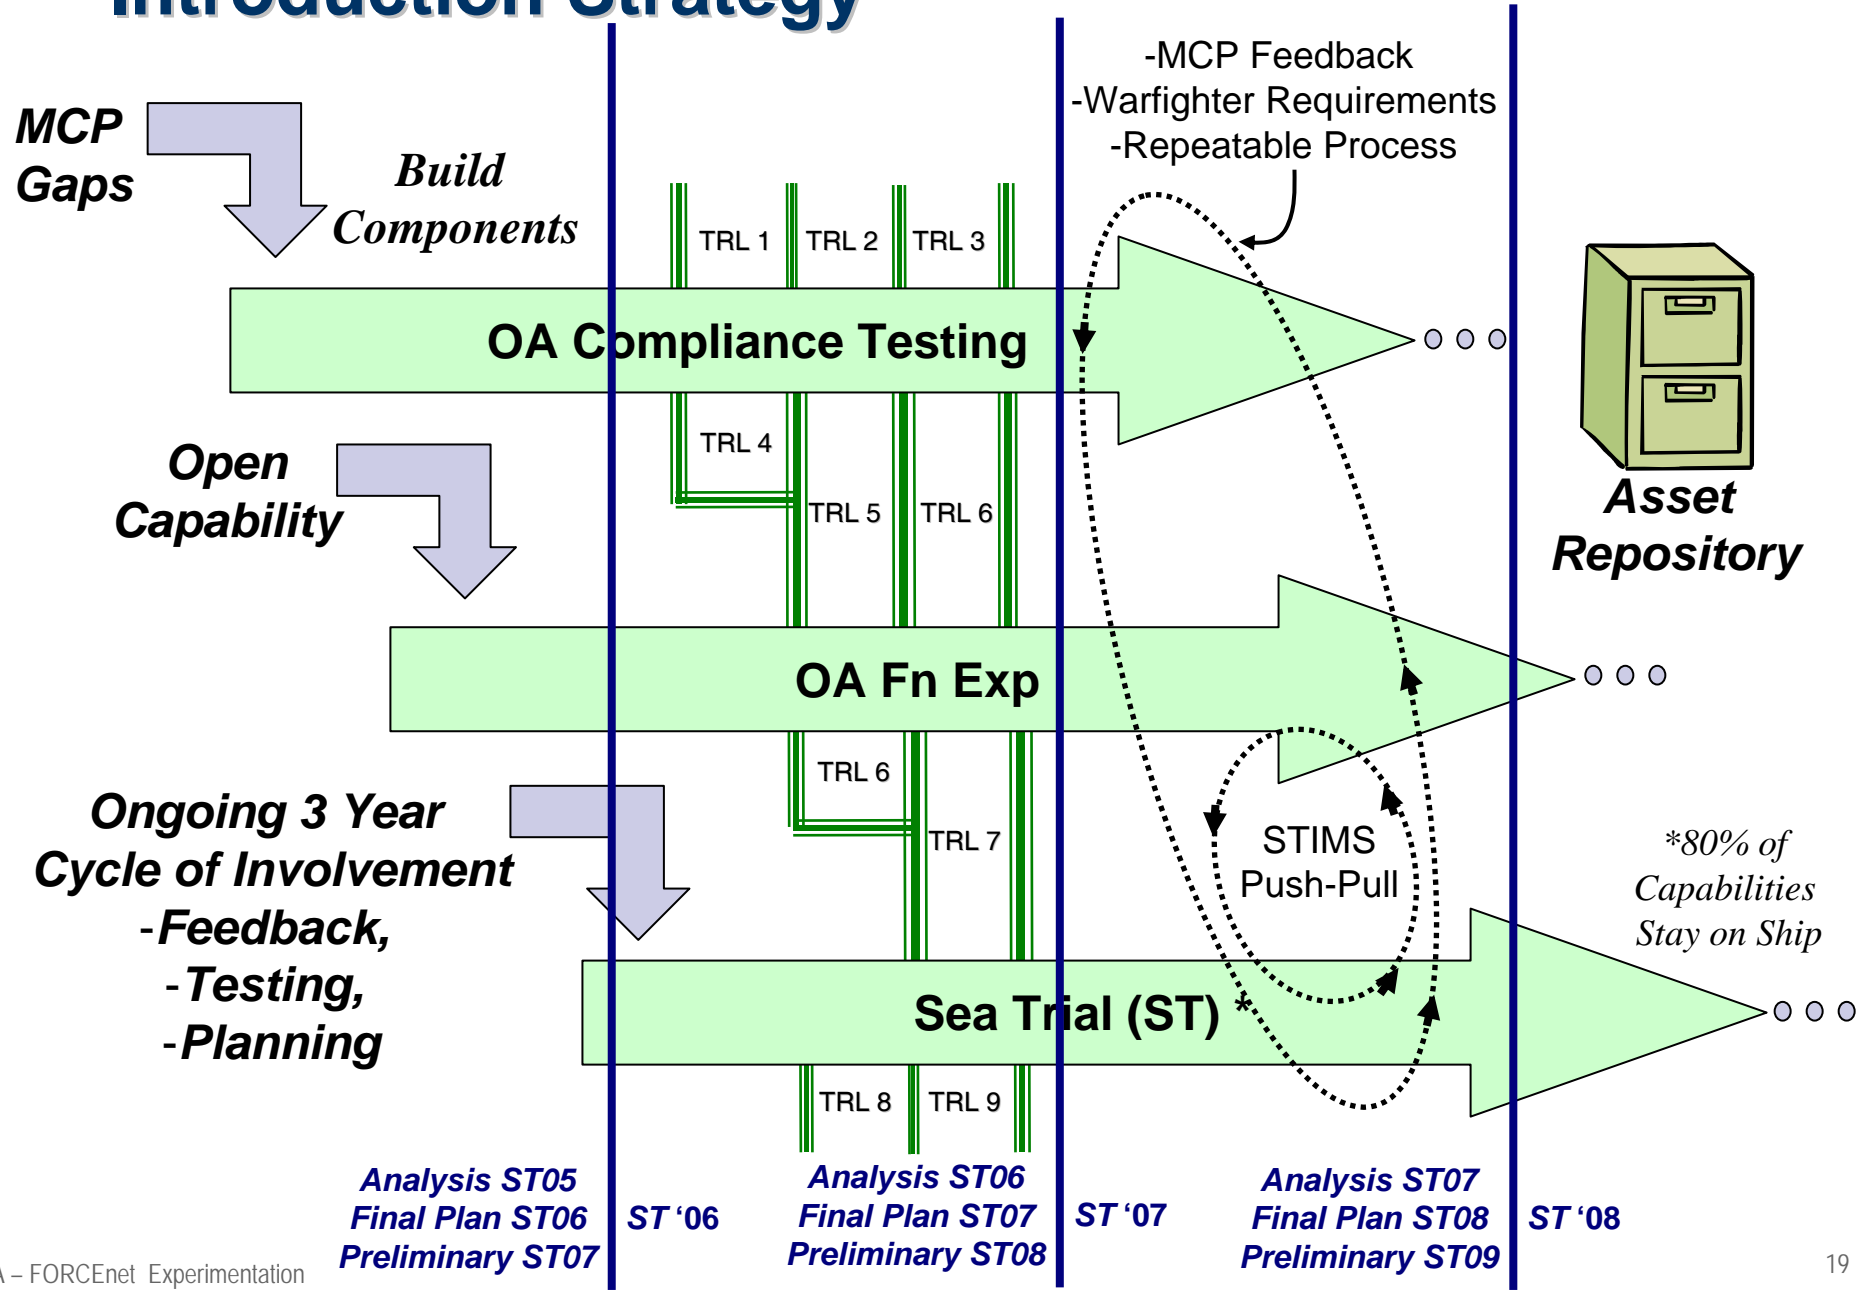 Introduction Strategy
-MCP Feedback
-Warfighter Requirements
-Repeatable Process
MCP
Gaps
Build
Components
TRL 1
TRL 2
TRL 3
OA Compliance Testing
TRL 4
Open
Capability
TRL 5
TRL 6
Asset
Repository
OA Fn Exp
TRL 6
TRL 7
Ongoing 3 Year
Cycle of Involvement
-Feedback,
-Testing,
-Planning
STIMS
Push-Pull
*80% of
Capabilities
Stay on Ship
Sea Trial (ST) *
TRL 8
TRL 9
Analysis ST05
Final Plan ST06
Preliminary ST07
ST ‘06
Analysis ST06
Final Plan ST07
Preliminary ST08
ST ‘07
Analysis ST07
Final Plan ST08
Preliminary ST09
ST ‘08
– FORCEnet Experimentation
19